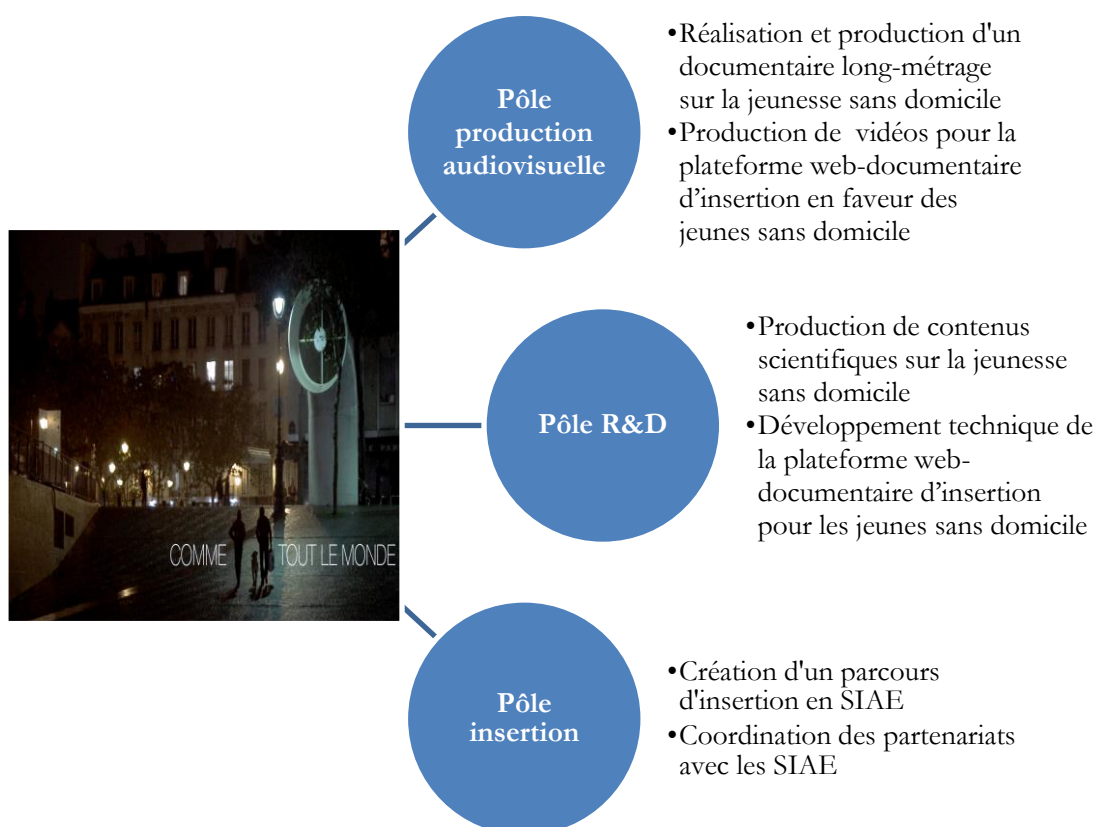 Pôle
production
audiovisuelle
•Réalisation et production d'un
documentaire long-métrage
sur la jeunesse sans domicile
•Production de  vidéos pour la
plateforme web-documentaire
d’insertion en faveur des
jeunes sans domicile
COMME TOUT LE MONDE
Pôle R&D
•Production de contenus
scientifiques sur la jeunesse
sans domicile
•Développement technique de
la plateforme web-
documentaire d’insertion
pour les jeunes sans domicile
Pôle
insertion
•Création d'un parcours
d'insertion en SIAE
•Coordination des partenariats
avec les SIAE